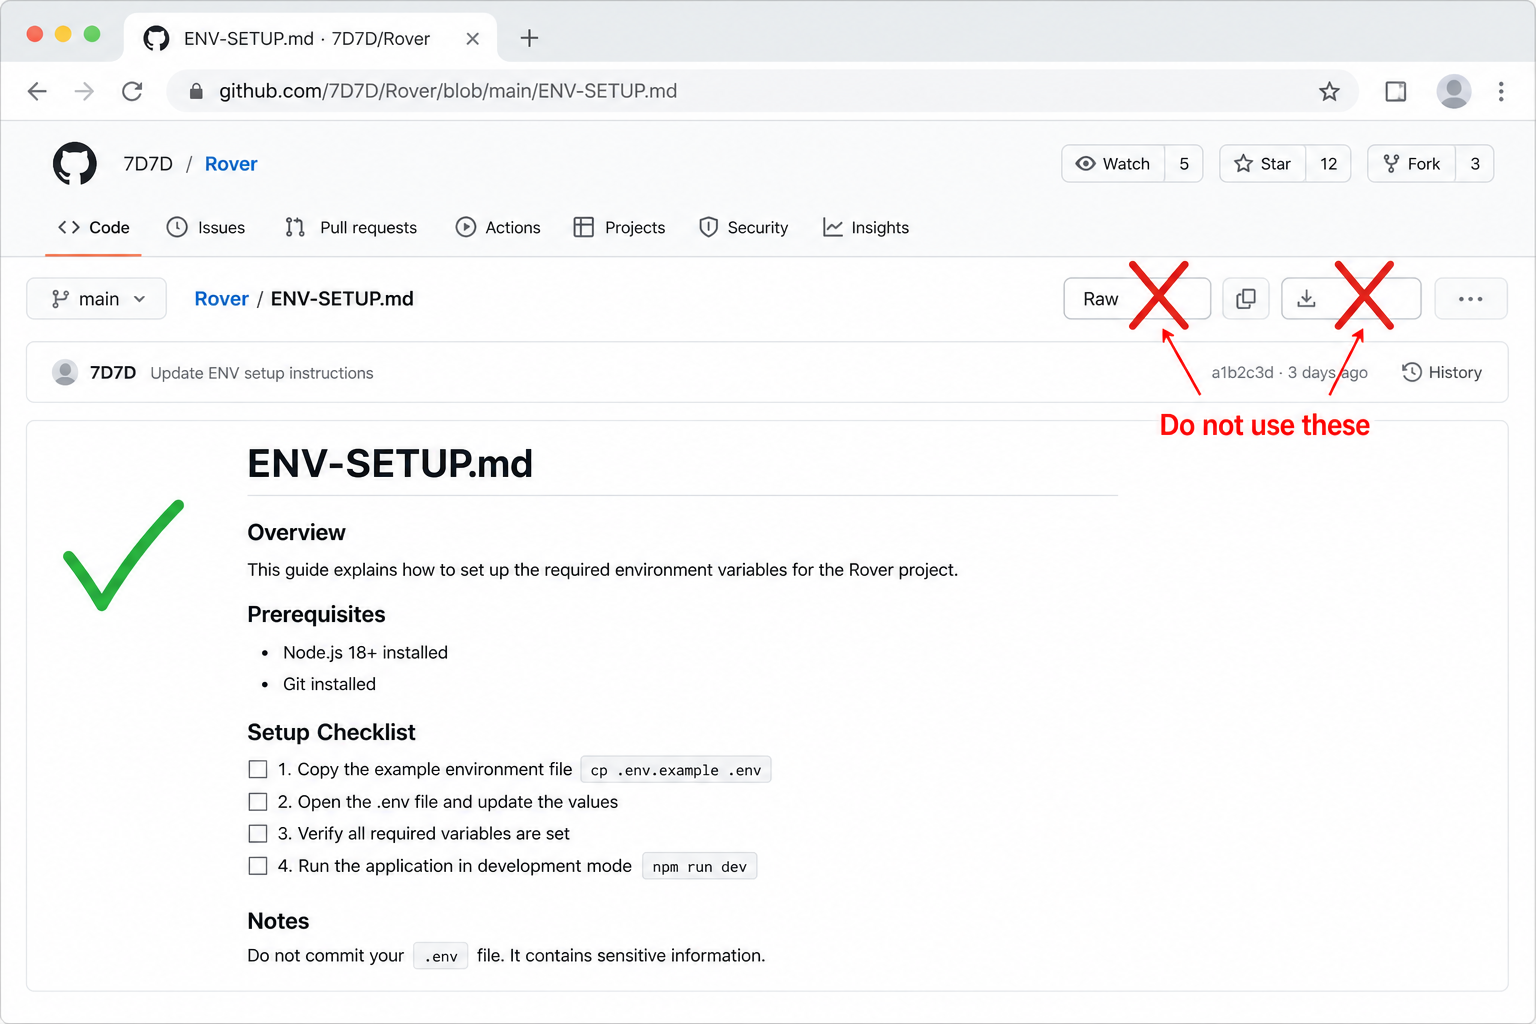 ENV-SETUP.md · 7D7D/Rover
github.com/7D7D/Rover/blob/main/ENV-SETUP.md
7D7D / Rover
Watch 5
Star 12
Fork 3
Code
Issues
Pull requests
Actions
Projects
Security
Insights
main
Rover / ENV-SETUP.md
Raw
7D7D Update ENV setup instructions
a1b2c3d · 3 days ago
History
Do not use these
ENV-SETUP.md
Overview
This guide explains how to set up the required environment variables for the Rover project.
Prerequisites
• Node.js 18+ installed
• Git installed
Setup Checklist
1. Copy the example environment file cp .env.example .env
2. Open the .env file and update the values
3. Verify all required variables are set
4. Run the application in development mode npm run dev
Notes
Do not commit your .env file. It contains sensitive information.